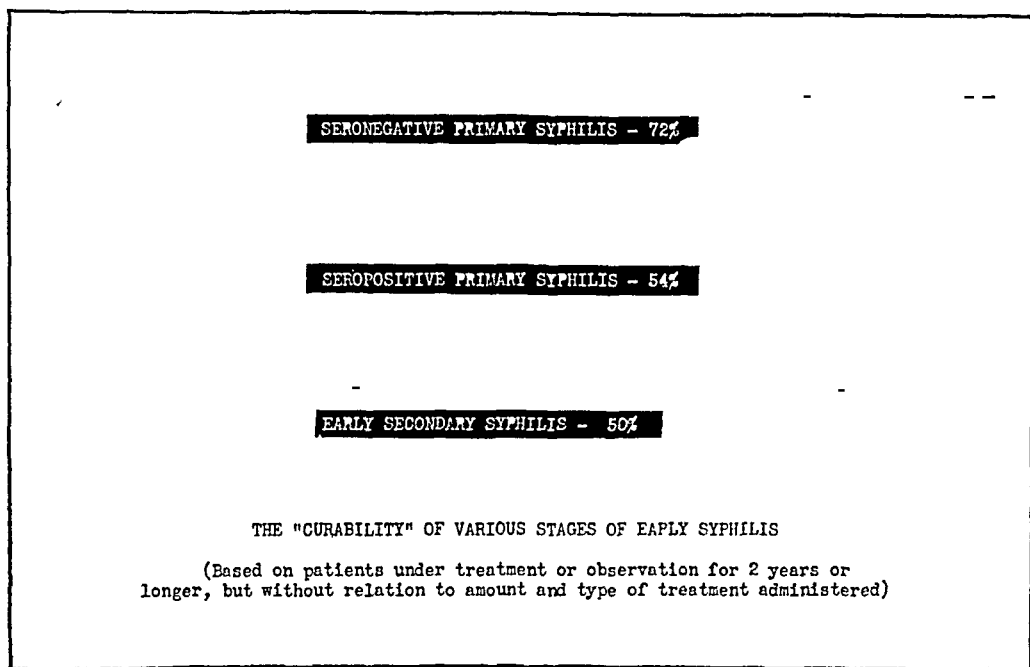 SERONEGATIVE PRIMARY SYPHILIS - 72%
SEROPOSITIVE PRIMARY SYPHILIS - 54%
EARLY SECONDARY SYPHILIS - 50%
THE "CURABILITY" OF VARIOUS STAGES OF EARLY SYPHILIS
(Based on patients under treatment or observation for 2 years or
longer, but without relation to amount and type of treatment administered)